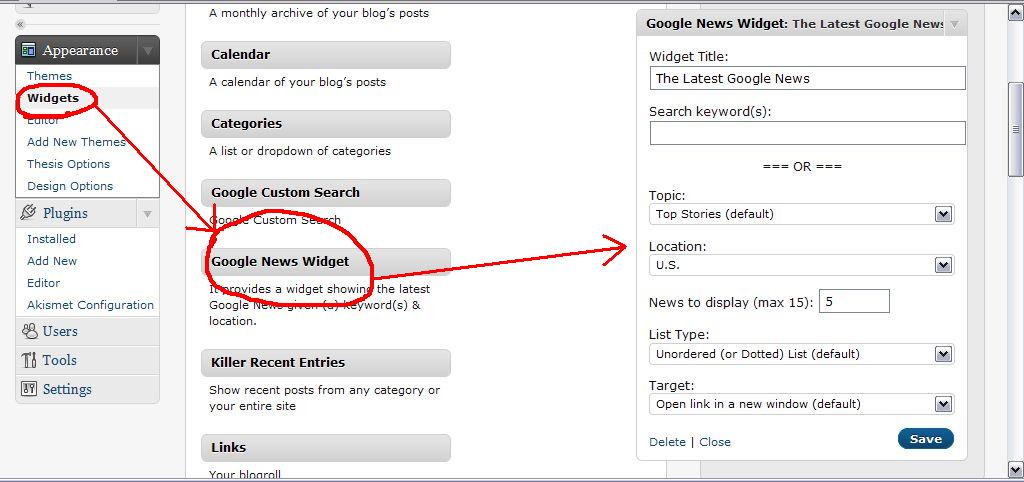 «
Appearance
Themes
Widgets
Editor
Add New Themes
Thesis Options
Design Options
Plugins
Installed
Add New
Editor
Akismet Configuration
Users
Tools
Settings
A monthly archive of your blog's posts
Calendar
A calendar of your blog's posts
Categories
A list or dropdown of categories
Google Custom Search
Google Custom Search
Google News Widget
It provides a widget showing the latest
Google News given (a) keyword(s) &
location.
Killer Recent Entries
Show recent posts from any category or
your entire site
Links
Your blogroll
Google News Widget: The Latest Google News
Widget Title:
The Latest Google News
Search keyword(s):
=== OR ===
Topic:
Top Stories (default)
Location:
U.S.
News to display (max 15): 5
List Type:
Unordered (or Dotted) List (default)
Target:
Open link in a new window (default)
Delete | Close
Save